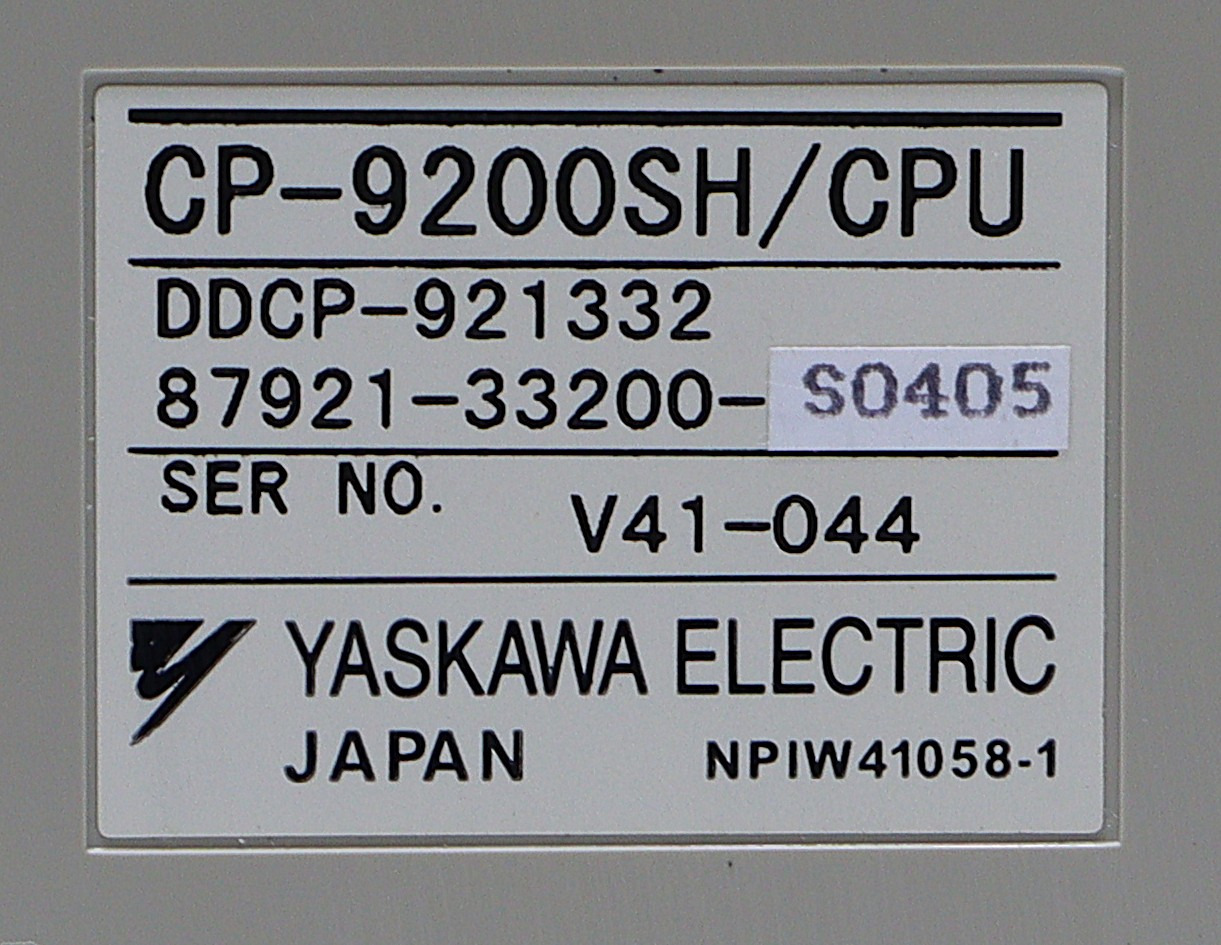 CP-9200SH/CPU
DDCP-921332
87921-33200-S0405
SER NO. V41-044
YASKAWA ELECTRIC
JAPAN NPIW41058-1